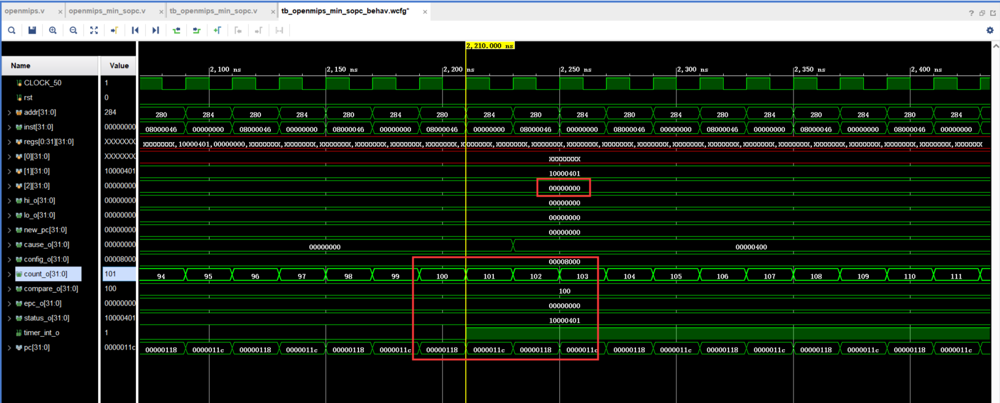 openmips.v × openmips_min_sopc.v × tb_openmips_min_sopc.v × tb_openmips_min_sopc_behav.wcfg* × ?
2,210.000 ns
Name Value 2,100 ns 2,150 ns 2,200 ns 2,250 ns 2,300 ns 2,350 ns 2,400 ns
CLOCK_50 1
rst 0
addr[31:0] 284 280 284 280 284 280 284 280 284 280 284 280 284 280 284 280 284 280 284
inst[31:0] 00000000 08000046 00000000 08000046 00000000 08000046 00000000 08000046 00000000 08000046 00000000 08000046 00000000 08000046 00000000 08000046 00000000 08000046 00000000
regs[0:31][31:0] XXXXXXX XXXXXXXX,10000401,00000000,XXXXXXXX,XXXXXXXX,XXXXXXXX,XXXXXXXX,XXXXXXXX,XXXXXXXX,XXXXXXXX,XXXXXXXX,XXXXXXXX,XXXXXXXX,XXXXXXXX,XXXXXXXX,XXXXXXXX
[0][31:0] XXXXXXX XXXXXXXX
[1][31:0] 10000401 10000401
[2][31:0] 00000000 00000000
hi_o[31:0] 00000000 00000000
lo_o[31:0] 00000000 00000000
new_pc[31:0] 00000000 00000000
cause_o[31:0] 00000000 00000000 00000400
config_o[31:0] 00008000 00008000
count_o[31:0] 101 94 95 96 97 98 99 100 101 102 103 104 105 106 107 108 109 110 111
compare_o[31:0] 100 100
epc_o[31:0] 00000000 00000000
status_o[31:0] 10000401 10000401
timer_int_o 1
pc[31:0] 0000011c 00000118 0000011c 00000118 0000011c 00000118 0000011c 00000118 0000011c 00000118 0000011c 00000118 0000011c 00000118 0000011c 00000118 0000011c 00000118 0000011c